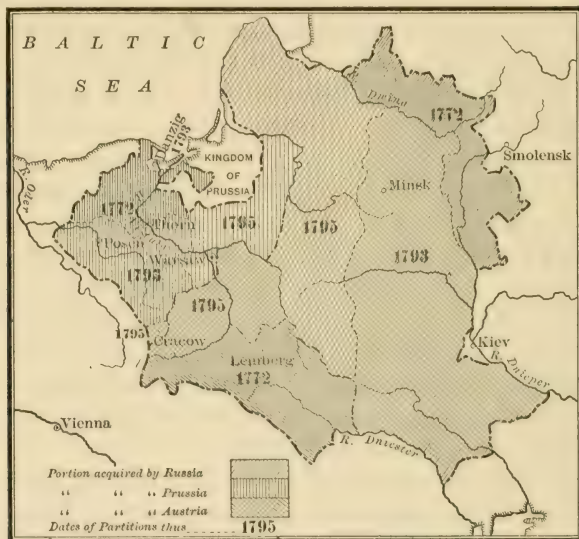 BALTIC
SEA
Danzig
1793
KINGDOM
OF
PRUSSIA
Dwina
1772
Smolensk
R. Oder
1772
Thorn
1795
Minsk
Posen
Warsaw
1795
1793
1793
1795
1795
Cracow
Kiev
R. Dnieper
Lemberg
1772
R. Dniester
Vienna
Portion acquired by Russia
“ “ “ Prussia
“ “ “ Austria
Dates of Partitions thus ........ 1795